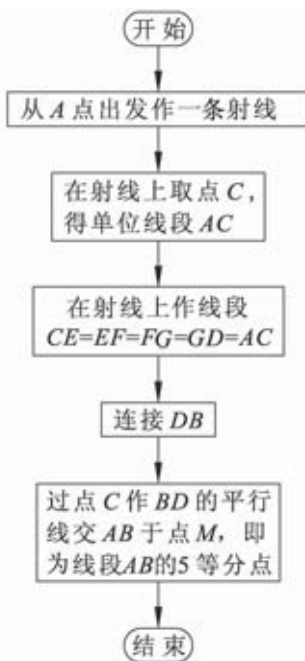 开始
从A点出发作一条射线
在射线上取点C，
得单位线段AC
在射线上作线段
CE=EF=FG=GD=AC
连接DB
过点C作BD的平行
线交AB于点M，即
为线段AB的5等分点
结束